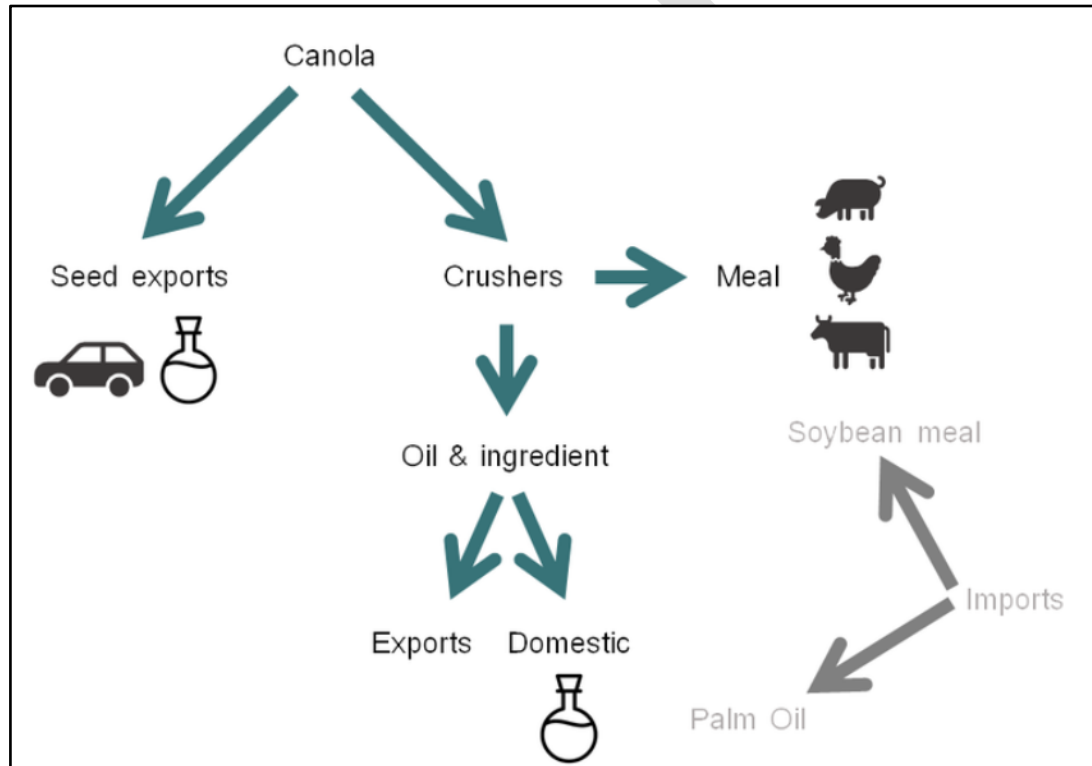 Canola
Seed exports
Crushers
Meal
Soybean meal
Oil & ingredient
Imports
Exports
Domestic
Palm Oil